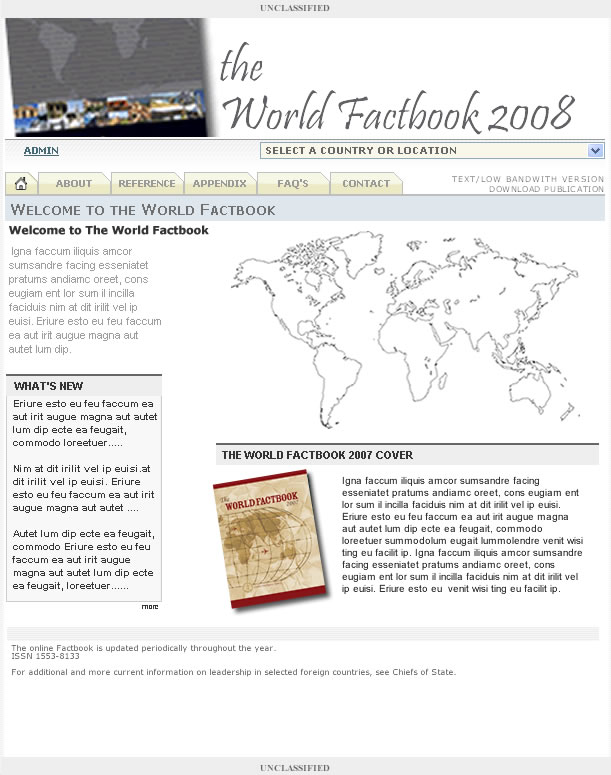 UNCLASSIFIED
the
World Factbook 2008
ADMIN
SELECT A COUNTRY OR LOCATION
ABOUT
REFERENCE
APPENDIX
FAQ'S
CONTACT
TEXT/LOW BANDWITH VERSION
DOWNLOAD PUBLICATION
WELCOME TO THE WORLD FACTBOOK
Welcome to The World Factbook
Igna faccum iliquis amcor
sumsandre facing esseniatet
pratums andiamc oreet, cons
eugiam ent lor sum il incilla
faciduis nim at dit irilit vel ip
euisi. Eriure esto eu feu faccum
ea aut irit augue magna aut
autet lum dip.
WHAT'S NEW
Eriure esto eu feu faccum ea
aut irit augue magna aut autet
lum dip ecte ea feugait,
commodo loreetuer.....
Nim at dit irilit vel ip euisi.at
dit irilit vel ip euisi. Eriure
esto eu feu faccum ea aut irit
augue magna aut autet ....
Autet lum dip ecte ea feugait,
commodo Eriure esto eu feu
faccum ea aut irit augue
magna aut autet lum dip ecte
ea feugait, loreetuer......
more
THE WORLD FACTBOOK 2007 COVER
The
WORLD FACTBOOK
2007
Igna faccum iliquis amcor sumsandre facing
esseniatet pratums andiamc oreet, cons eugiam ent
lor sum il incilla faciduis nim at dit irilit vel ip euisi.
Eriure esto eu feu faccum ea aut irit augue magna
aut autet lum dip ecte ea feugait, commodo
loreetuer summodolum eugait lummolendre venit wisi
ting eu facilit ip. Igna faccum iliquis amcor sumsandre
facing esseniatet pratums andiamc oreet, cons
eugiam ent lor sum il incilla faciduis nim at dit irilit vel
ip euisi. Eriure esto eu  venit wisi ting eu facilit ip.
The online Factbook is updated periodically throughout the year.
ISSN 1553-8133
For additional and more current information on leadership in selected foreign countries, see Chiefs of State.
UNCLASSIFIED